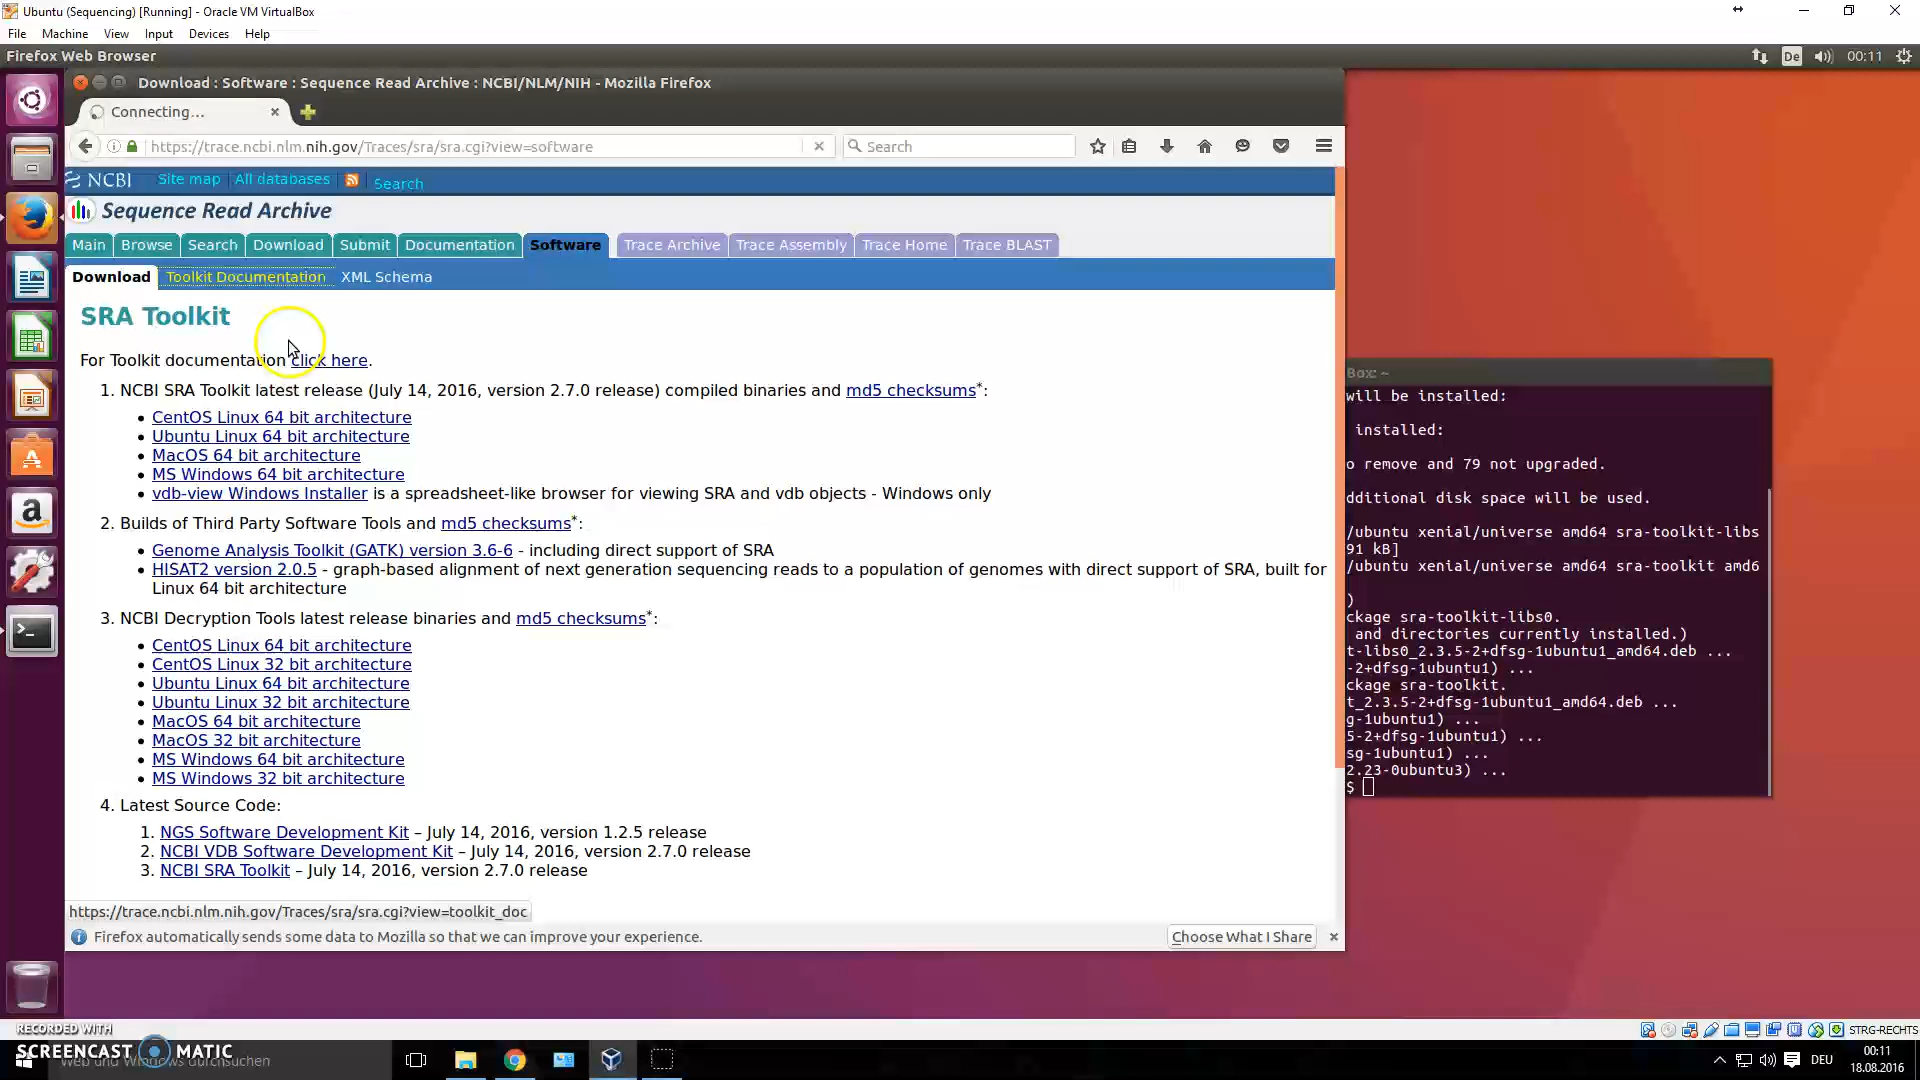 Ubuntu (Sequencing) [Running] - Oracle VM VirtualBox
File Machine View Input Devices Help
Firefox Web Browser De 00:11
Download : Software : Sequence Read Archive : NCBI/NLM/NIH - Mozilla Firefox
Connecting...
https://trace.ncbi.nlm.nih.gov/Traces/sra/sra.cgi?view=software Search
NCBI Site map All databases Search
Sequence Read Archive
Main Browse Search Download Submit Documentation Software Trace Archive Trace Assembly Trace Home Trace BLAST
Download Toolkit Documentation XML Schema
SRA Toolkit
For Toolkit documentation click here.
1. NCBI SRA Toolkit latest release (July 14, 2016, version 2.7.0 release) compiled binaries and md5 checksums*:
• CentOS Linux 64 bit architecture
• Ubuntu Linux 64 bit architecture
• MacOS 64 bit architecture
• MS Windows 64 bit architecture
• vdb-view Windows Installer is a spreadsheet-like browser for viewing SRA and vdb objects - Windows only
2. Builds of Third Party Software Tools and md5 checksums*:
• Genome Analysis Toolkit (GATK) version 3.6-6 - including direct support of SRA
• HISAT2 version 2.0.5 - graph-based alignment of next generation sequencing reads to a population of genomes with direct support of SRA, built for
Linux 64 bit architecture
3. NCBI Decryption Tools latest release binaries and md5 checksums*:
• CentOS Linux 64 bit architecture
• CentOS Linux 32 bit architecture
• Ubuntu Linux 64 bit architecture
• Ubuntu Linux 32 bit architecture
• MacOS 64 bit architecture
• MacOS 32 bit architecture
• MS Windows 64 bit architecture
• MS Windows 32 bit architecture
4. Latest Source Code:
1. NGS Software Development Kit – July 14, 2016, version 1.2.5 release
2. NCBI VDB Software Development Kit – July 14, 2016, version 2.7.0 release
3. NCBI SRA Toolkit – July 14, 2016, version 2.7.0 release
https://trace.ncbi.nlm.nih.gov/Traces/sra/sra.cgi?view=toolkit_doc
Firefox automatically sends some data to Mozilla so that we can improve your experience. Choose What I Share
Box: ~
will be installed:
installed:
o remove and 79 not upgraded.
dditional disk space will be used.
/ubuntu xenial/universe amd64 sra-toolkit-libs
91 kB]
/ubuntu xenial/universe amd64 sra-toolkit amd6
)
ckage sra-toolkit-libs0.
and directories currently installed.)
t-libs0_2.3.5-2+dfsg-1ubuntu1_amd64.deb ...
-2+dfsg-1ubuntu1) ...
ckage sra-toolkit.
t_2.3.5-2+dfsg-1ubuntu1_amd64.deb ...
g-1ubuntu1) ...
5-2+dfsg-1ubuntu1) ...
sg-1ubuntu1) ...
2.23-0ubuntu3) ...
$
STRG-RECHTS
RECORDED WITH
SCREENCAST MATIC
Web und Windows durchsuchen
DEU 00:11
18.08.2016